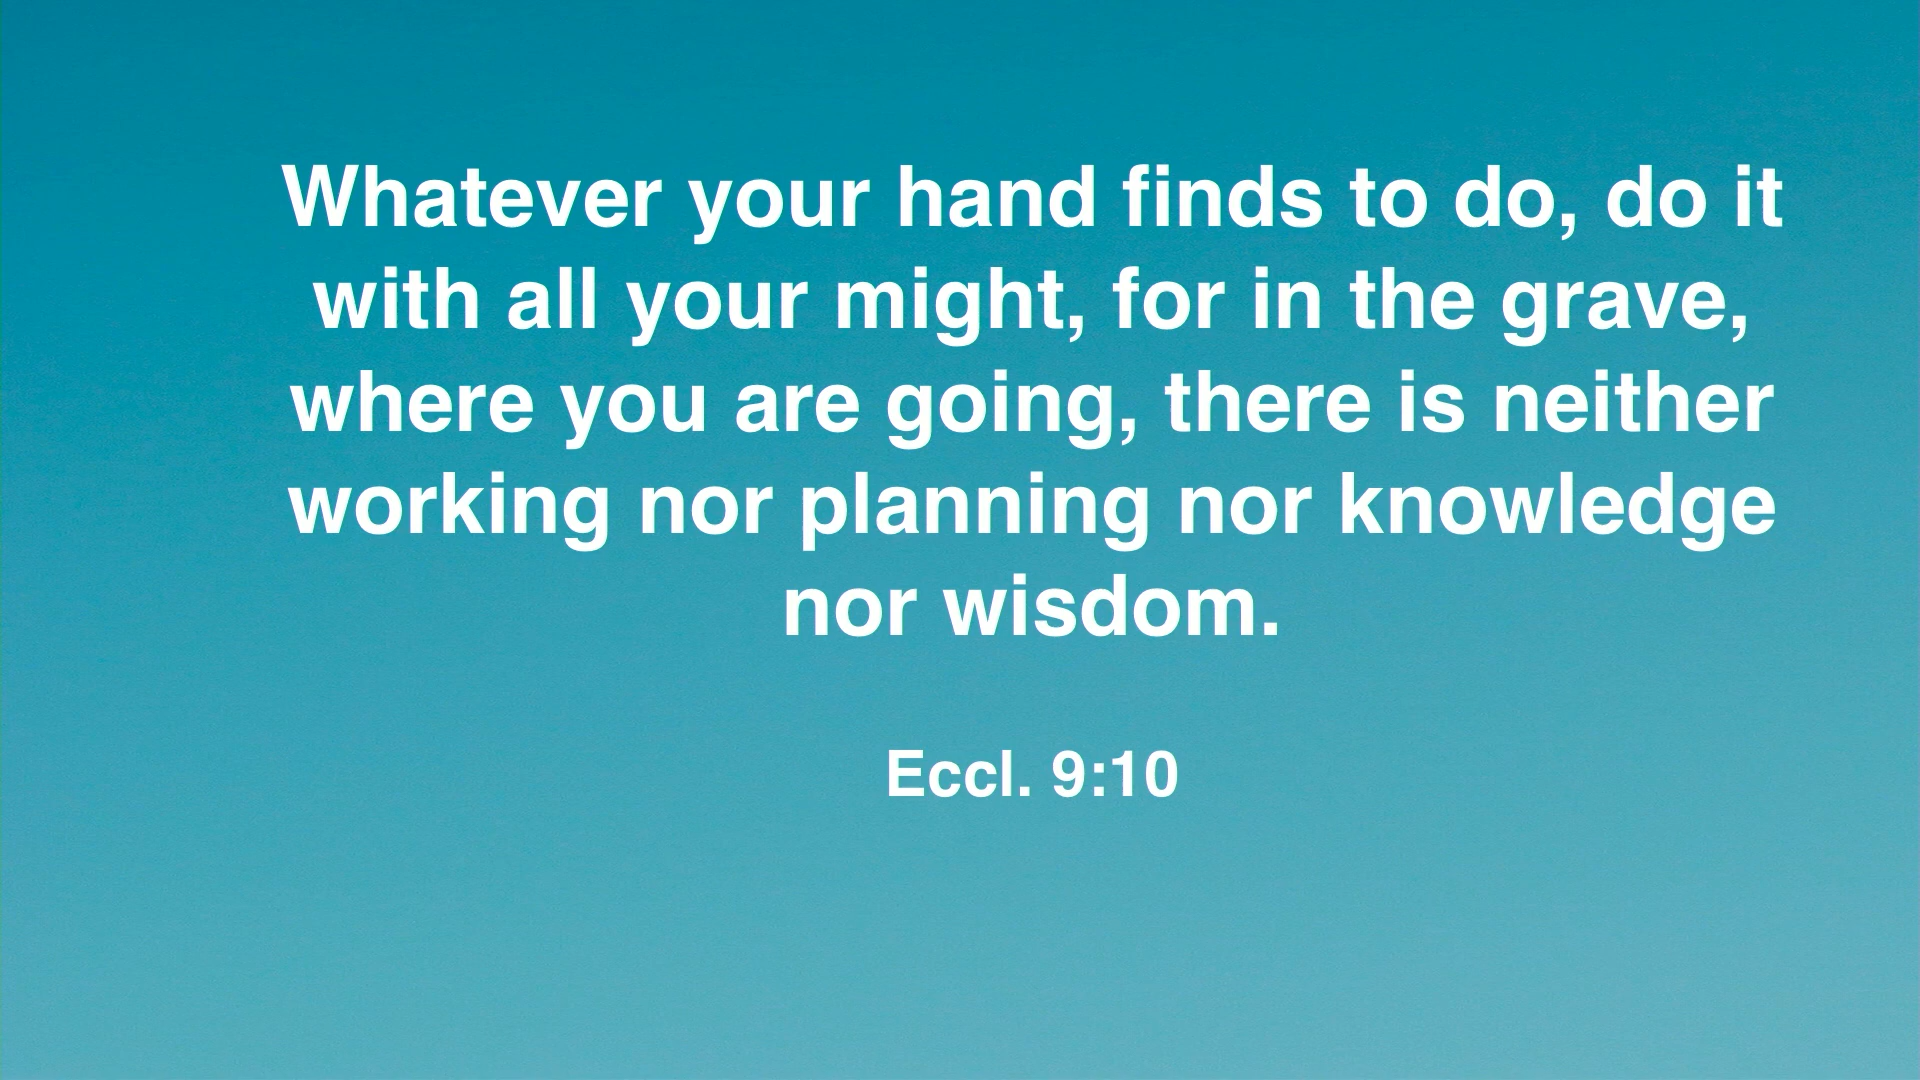 Whatever your hand finds to do, do it
with all your might, for in the grave,
where you are going, there is neither
working nor planning nor knowledge
nor wisdom.
Eccl. 9:10